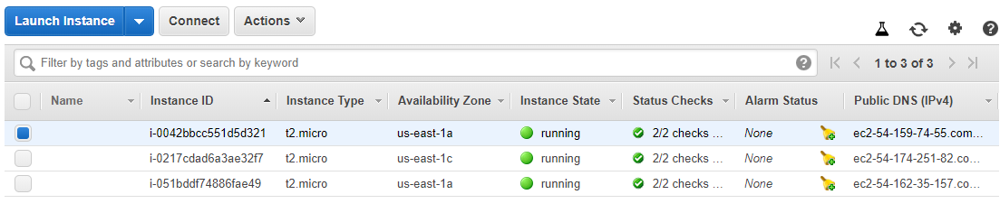 Launch Instance Connect Actions
Filter by tags and attributes or search by keyword 1 to 3 of 3
Name Instance ID Instance Type Availability Zone Instance State Status Checks Alarm Status Public DNS (IPv4)
i-0042bbcc551d5d321 t2.micro us-east-1a running 2/2 checks ... None ec2-54-159-74-55.com...
i-0217cdad6a3ae32f7 t2.micro us-east-1c running 2/2 checks ... None ec2-54-174-251-82.co...
i-051bddf74886fae49 t2.micro us-east-1a running 2/2 checks ... None ec2-54-162-35-157.co...